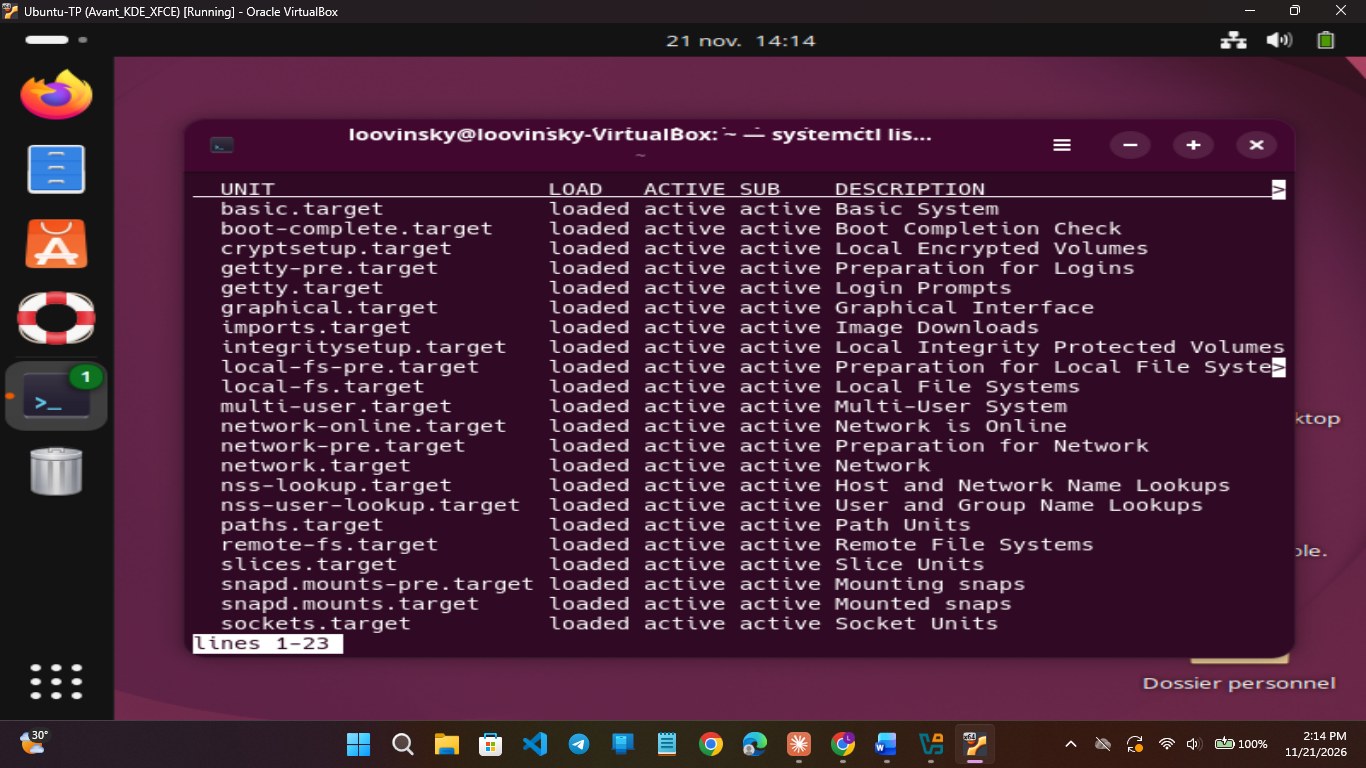 Ubuntu-TP (Avant_KDE_XFCE) [Running] - Oracle VirtualBox
21 nov. 14:14
loovinsky@loovinsky-VirtualBox: ~ — systemctl lis...
~
UNIT LOAD ACTIVE SUB DESCRIPTION >
basic.target loaded active active Basic System
boot-complete.target loaded active active Boot Completion Check
cryptsetup.target loaded active active Local Encrypted Volumes
getty-pre.target loaded active active Preparation for Logins
getty.target loaded active active Login Prompts
graphical.target loaded active active Graphical Interface
imports.target loaded active active Image Downloads
integritysetup.target loaded active active Local Integrity Protected Volumes
local-fs-pre.target loaded active active Preparation for Local File Syste>
local-fs.target loaded active active Local File Systems
multi-user.target loaded active active Multi-User System
network-online.target loaded active active Network is Online
network-pre.target loaded active active Preparation for Network
network.target loaded active active Network
nss-lookup.target loaded active active Host and Network Name Lookups
nss-user-lookup.target loaded active active User and Group Name Lookups
paths.target loaded active active Path Units
remote-fs.target loaded active active Remote File Systems
slices.target loaded active active Slice Units
snapd.mounts-pre.target loaded active active Mounting snaps
snapd.mounts.target loaded active active Mounted snaps
sockets.target loaded active active Socket Units
lines 1-23
1
ktop
ble.
Dossier personnel
30°
100%
2:14 PM
11/21/2026